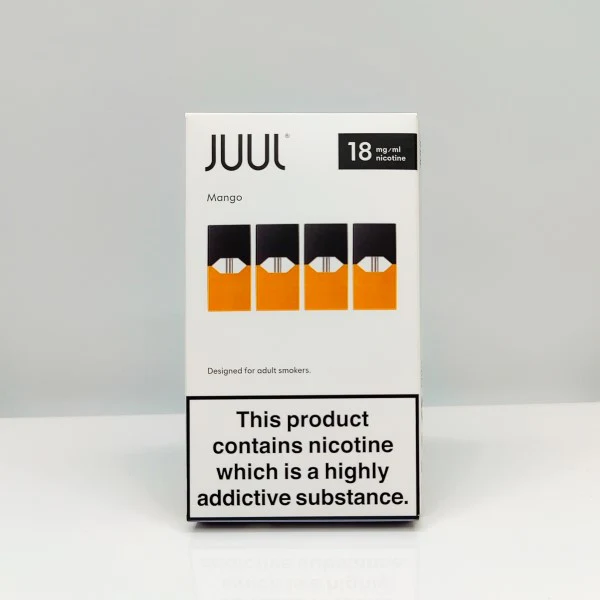 JUUL®
18 mg/ml
nicotine
Mango
Designed for adult smokers.
This product
contains nicotine
which is a highly
addictive substance.